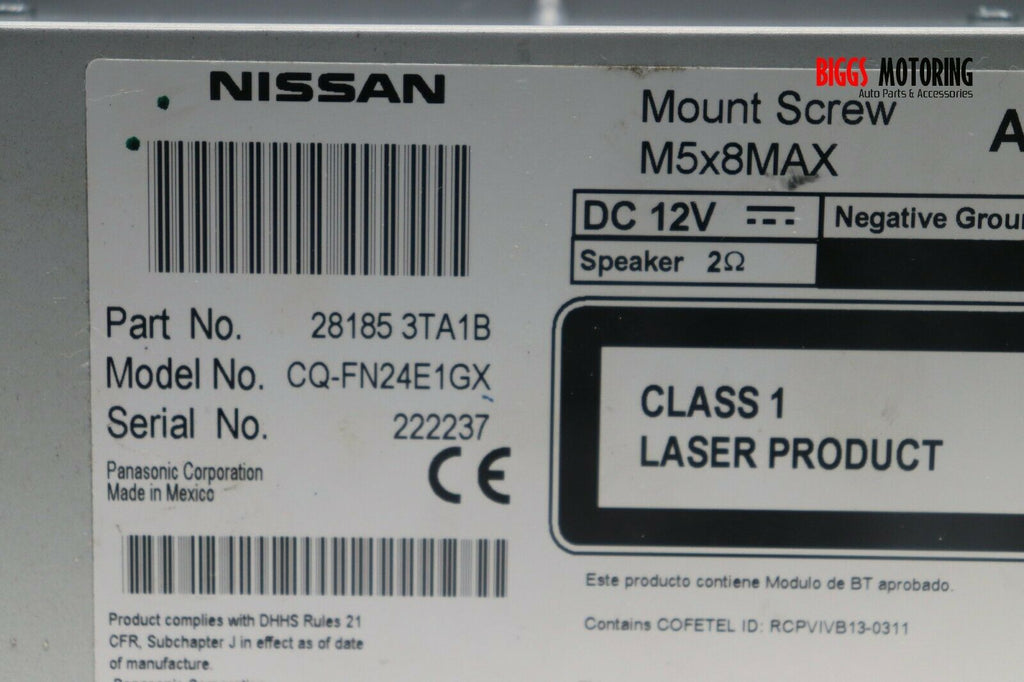 NISSAN
BIGGS MOTORING
Auto Parts & Accessories
Mount Screw
M5x8MAX
A
DC 12V
Negative Grou
Speaker 2Ω
Part No. 28185 3TA1B
Model No. CQ-FN24E1GX
Serial No. 222237
Panasonic Corporation
Made in Mexico
CE
CLASS 1
LASER PRODUCT
Este producto contiene Modulo de BT aprobado.
Contains COFETEL ID: RCPVIVB13-0311
Product complies with DHHS Rules 21
CFR, Subchapter J in effect as of date
of manufacture.